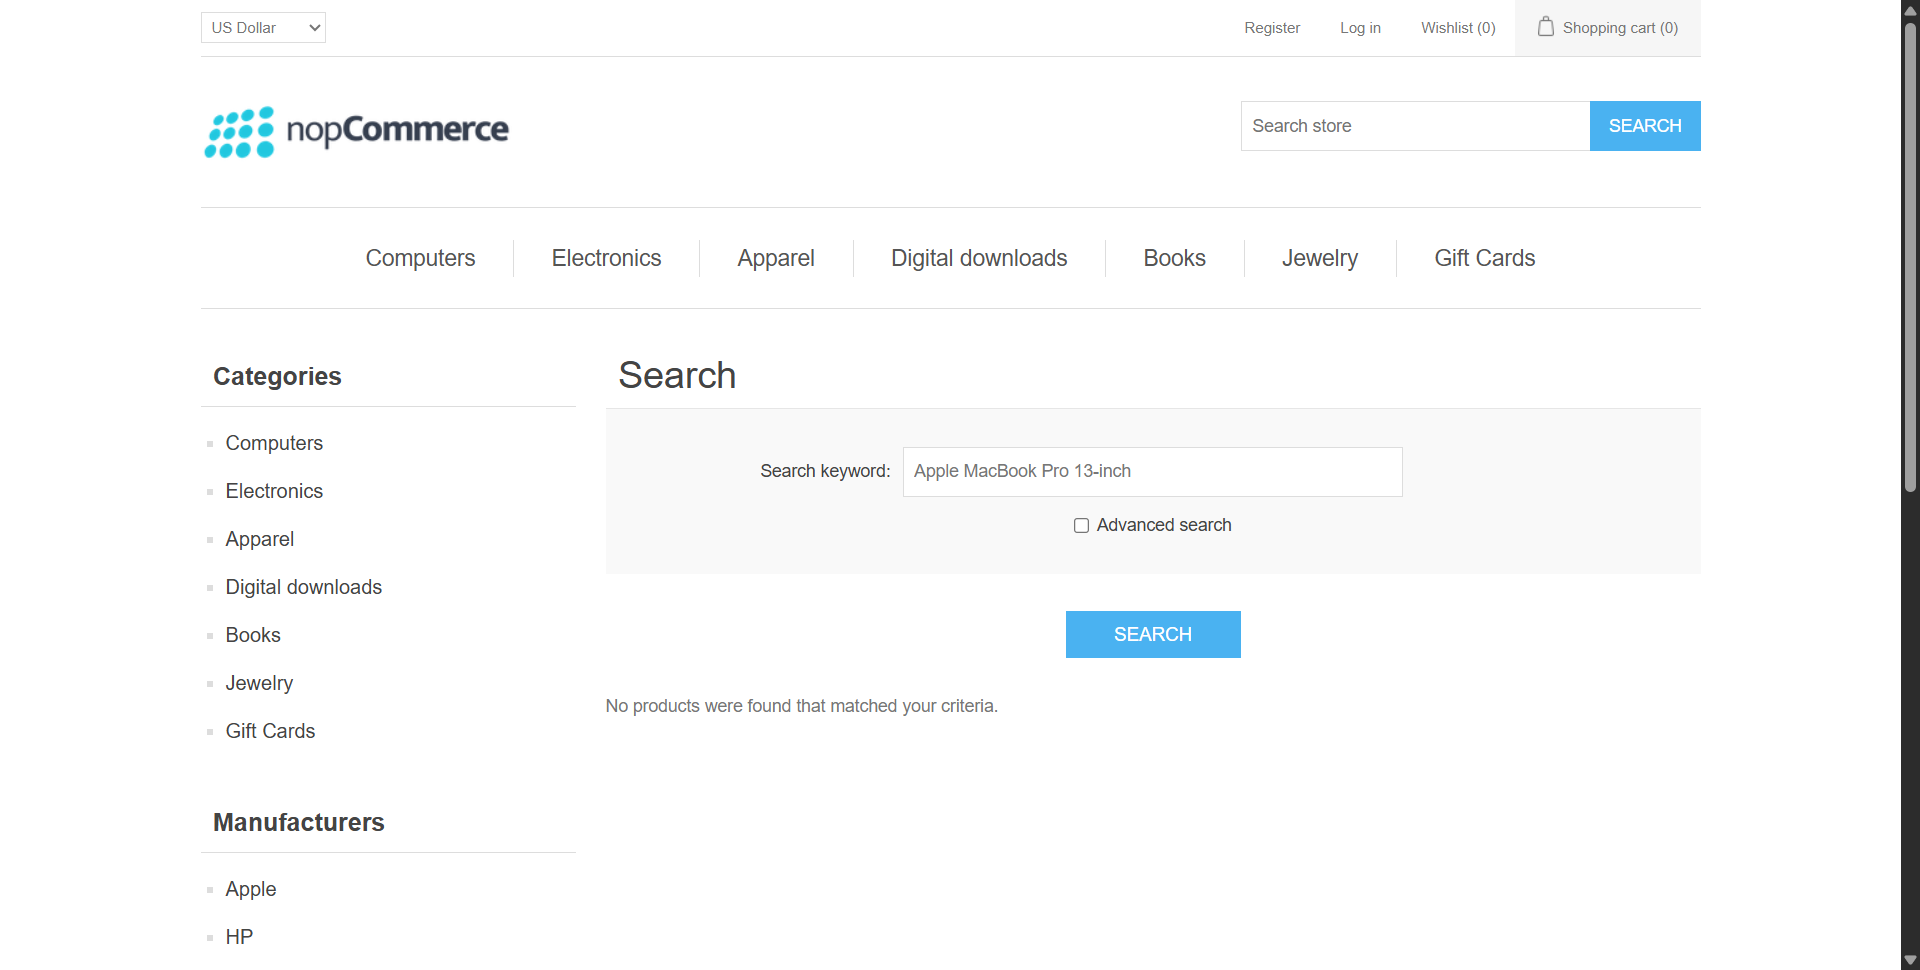 US Dollar
Register
Log in
Wishlist (0)
Shopping cart (0)
nopCommerce
Search store
SEARCH
Computers
Electronics
Apparel
Digital downloads
Books
Jewelry
Gift Cards
Categories
Computers
Electronics
Apparel
Digital downloads
Books
Jewelry
Gift Cards
Manufacturers
Apple
HP
Search
Search keyword:
Apple MacBook Pro 13-inch
Advanced search
SEARCH
No products were found that matched your criteria.